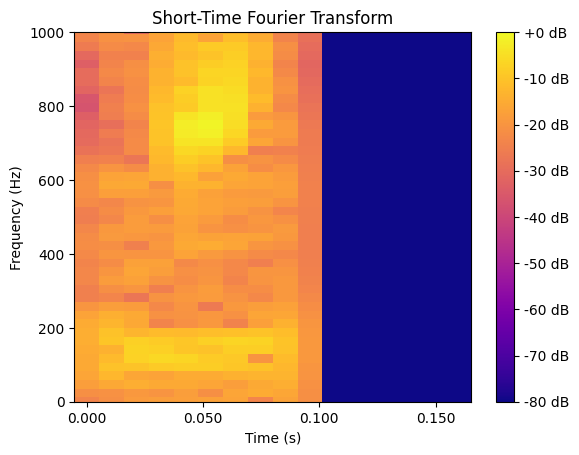 Short-Time Fourier Transform
1000
800
600
400
200
0
Frequency (Hz)
0.000
0.050
0.100
0.150
Time (s)
+0 dB
-10 dB
-20 dB
-30 dB
-40 dB
-50 dB
-60 dB
-70 dB
-80 dB